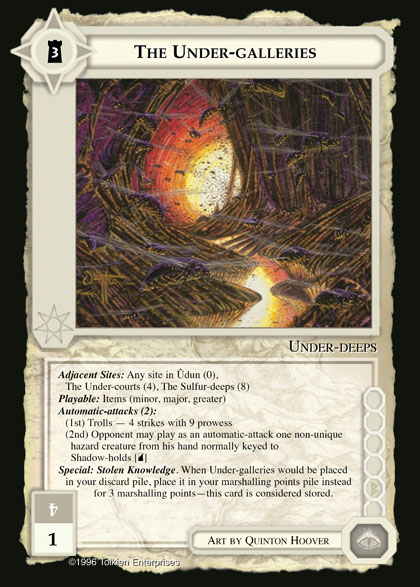 3
THE UNDER-GALLERIES
UNDER-DEEPS
Adjacent Sites: Any site in Ûdun (0),
The Under-courts (4), The Sulfur-deeps (8)
Playable: Items (minor, major, greater)
Automatic-attacks (2):
(1st) Trolls — 4 strikes with 9 prowess
(2nd) Opponent may play as an automatic-attack one non-unique
hazard creature from his hand normally keyed to
Shadow-holds []
Special: Stolen Knowledge. When Under-galleries would be placed
in your discard pile, place it in your marshalling points pile instead
for 3 marshalling points—this card is considered stored.
1
ART BY QUINTON HOOVER
©1996 Tolkien Enterprises